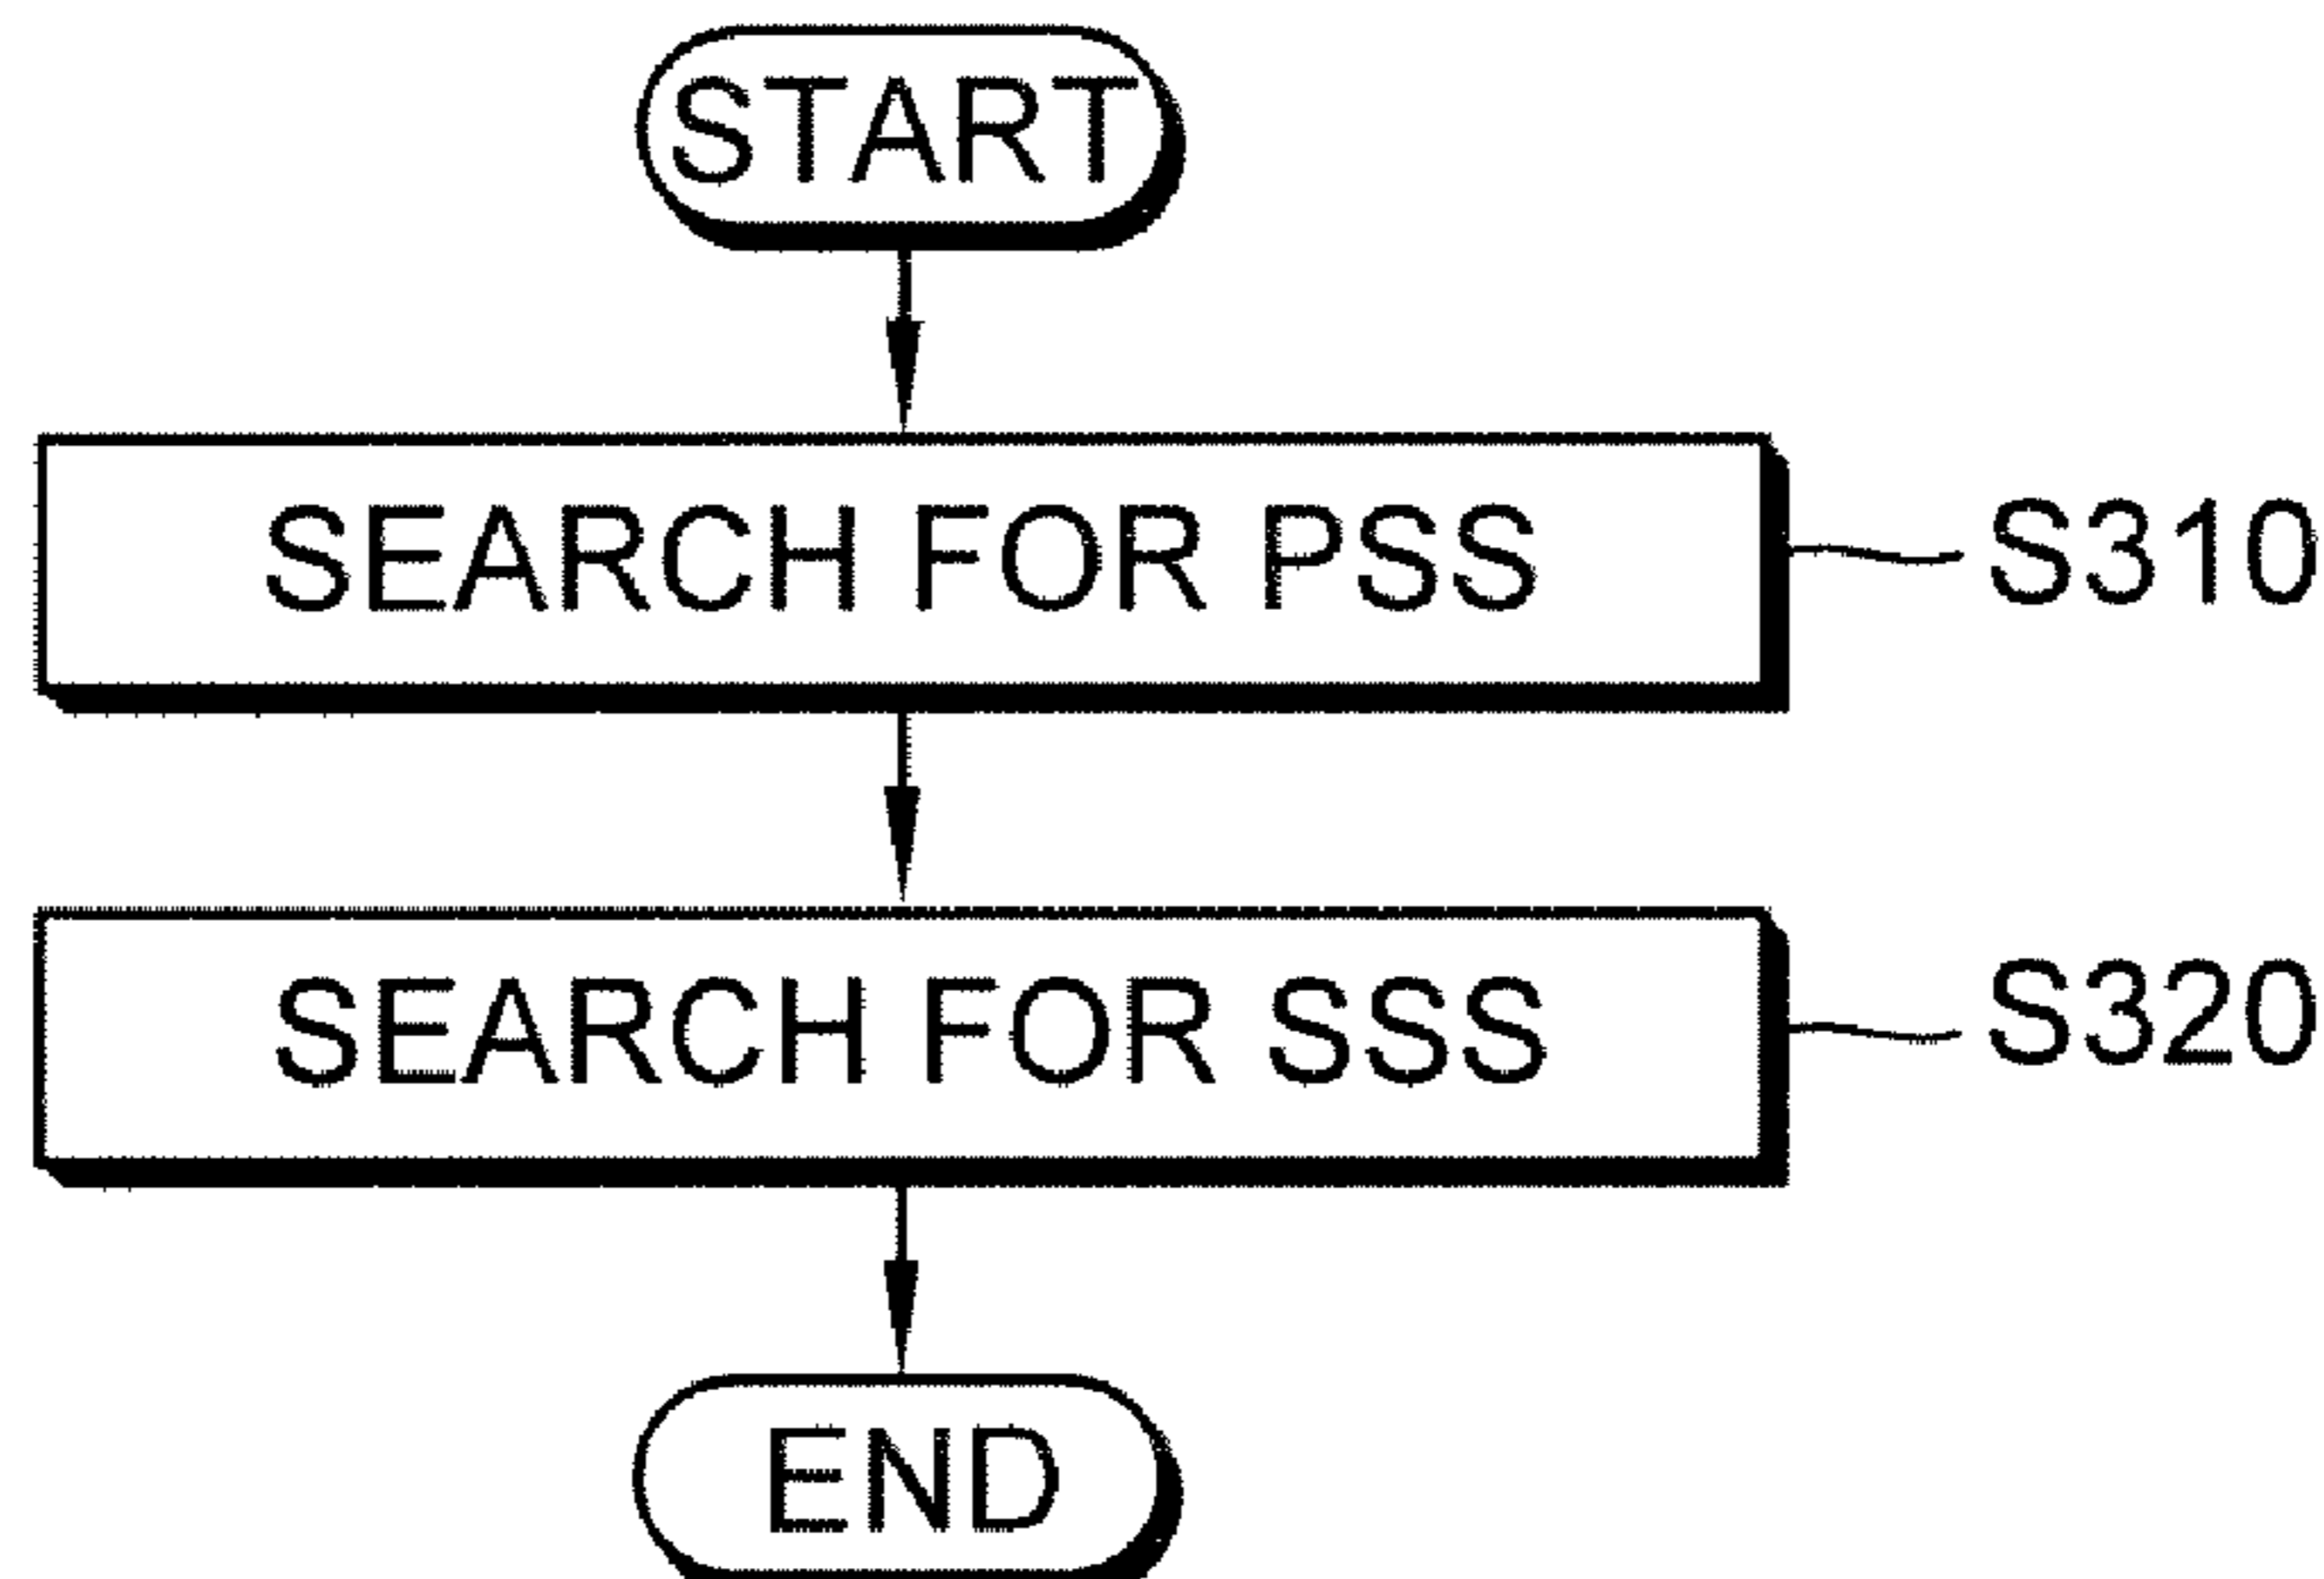 START
SEARCH FOR PSS
S310
SEARCH FOR SSS
S320
END